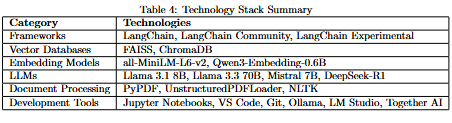 Table 4: Technology Stack Summary
Category Technologies
Frameworks LangChain, LangChain Community, LangChain Experimental
Vector Databases FAISS, ChromaDB
Embedding Models all-MiniLM-L6-v2, Qwen3-Embedding-0.6B
LLMs Llama 3.1 8B, Llama 3.3 70B, Mistral 7B, DeepSeek-R1
Document Processing PyPDF, UnstructuredPDFLoader, NLTK
Development Tools Jupyter Notebooks, VS Code, Git, Ollama, LM Studio, Together AI